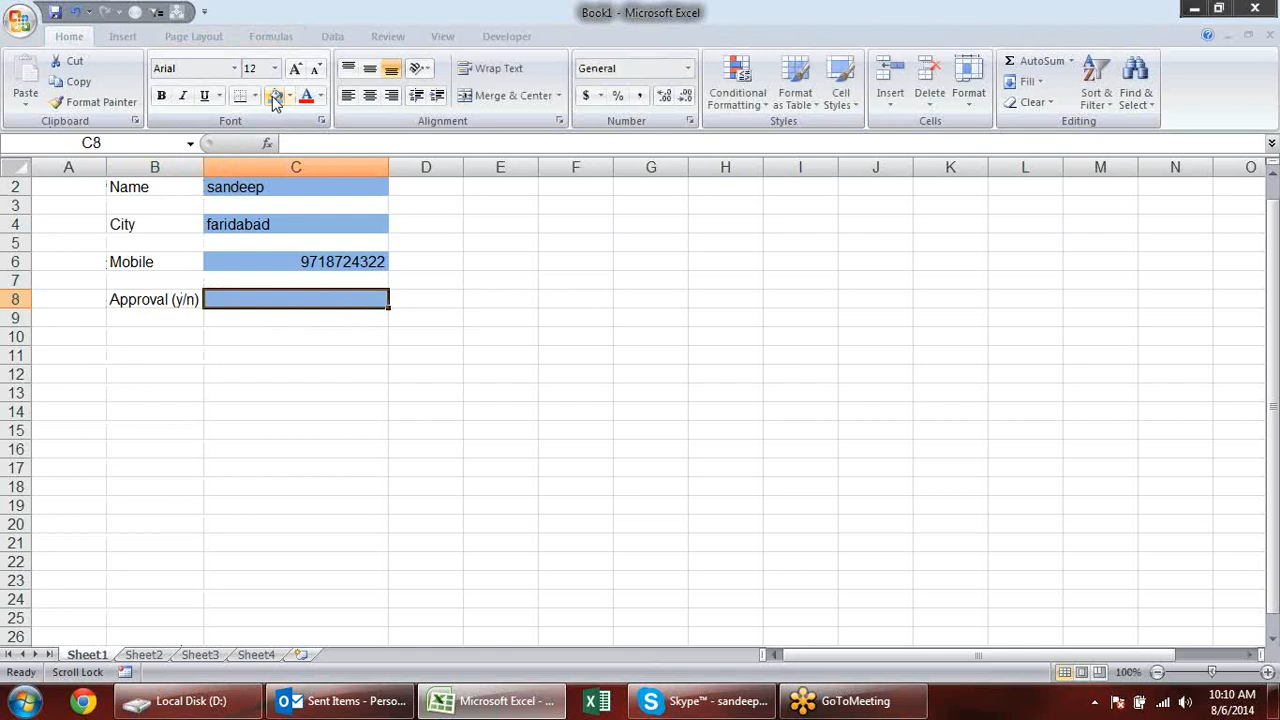 Book1 - Microsoft Excel
Home Insert Page Layout Formulas Data Review View Developer
Paste Cut Copy Format Painter Clipboard
Arial 12 B I U A Font
Wrap Text Merge & Center Alignment
General $ % , Number
Conditional Formatting Format as Table Cell Styles Styles
Insert Delete Format Cells
AutoSum Fill Clear Sort & Filter Find & Select Editing
C8 fx
A B C D E F G H I J K L M N O
2 Name sandeep
3
4 City faridabad
5
6 Mobile 9718724322
7
8 Approval (y/n)
9
10
11
12
13
14
15
16
17
18
19
20
21
22
23
24
25
26
Sheet1 Sheet2 Sheet3 Sheet4
Ready Scroll Lock 100%
Local Disk (D:) Sent Items - Perso... Microsoft Excel - ... Skype™ - sandeep... GoToMeeting
10:10 AM
8/6/2014